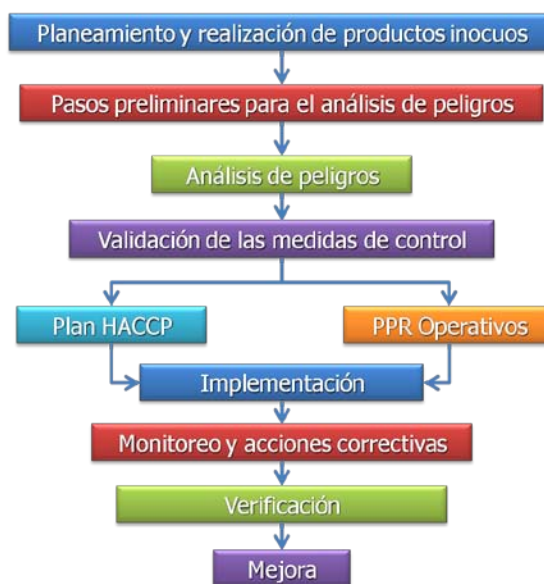 Planeamiento y realización de productos inocuos
Pasos preliminares para el análisis de peligros
Análisis de peligros
Validación de las medidas de control
Plan HACCP
PPR Operativos
Implementación
Monitoreo y acciones correctivas
Verificación
Mejora